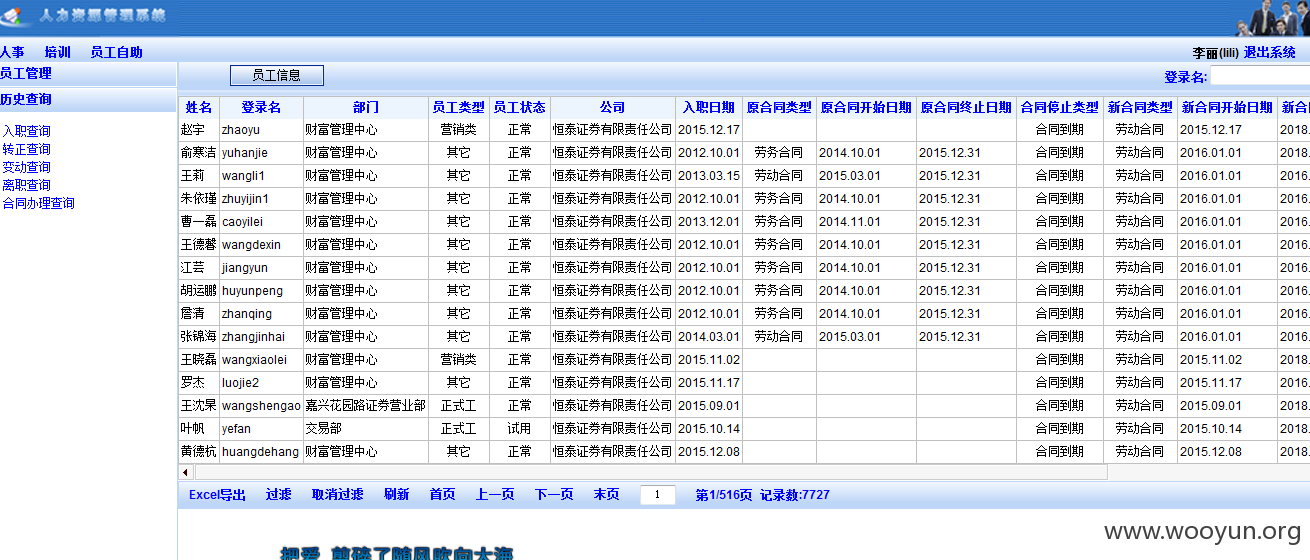 人力资源管理系统
人事 培训 员工自助 李丽(lili) 退出系统
员工管理 员工信息 登录名:
历史查询
入职查询
转正查询
变动查询
离职查询
合同办理查询
姓名 登录名 部门 员工类型 员工状态 公司 入职日期 原合同类型 原合同开始日期 原合同终止日期 合同停止类型 新合同类型 新合同开始日期 新合
赵宇 zhaoyu 财富管理中心 营销类 正常 恒泰证券有限责任公司 2015.12.17 合同到期 劳动合同 2015.12.17 2018.
俞寒洁 yuhanjie 财富管理中心 其它 正常 恒泰证券有限责任公司 2012.10.01 劳务合同 2014.10.01 2015.12.31 合同到期 劳动合同 2016.01.01 2018.
王莉 wangli1 财富管理中心 其它 正常 恒泰证券有限责任公司 2013.03.15 劳动合同 2015.03.01 2015.12.31 合同到期 劳动合同 2016.01.01 2018.
朱依瑾 zhuyijin1 财富管理中心 其它 正常 恒泰证券有限责任公司 2012.10.01 劳务合同 2014.10.01 2015.12.31 合同到期 劳动合同 2016.01.01 2018.
曹一磊 caoyilei 财富管理中心 其它 正常 恒泰证券有限责任公司 2013.12.01 劳务合同 2014.11.01 2015.12.31 合同到期 劳动合同 2016.01.01 2018.
王德馨 wangdexin 财富管理中心 其它 正常 恒泰证券有限责任公司 2012.10.01 劳务合同 2014.10.01 2015.12.31 合同到期 劳动合同 2016.01.01 2018.
江芸 jiangyun 财富管理中心 其它 正常 恒泰证券有限责任公司 2012.10.01 劳务合同 2014.10.01 2015.12.31 合同到期 劳动合同 2016.01.01 2018.
胡运鹏 huyunpeng 财富管理中心 其它 正常 恒泰证券有限责任公司 2012.10.01 劳务合同 2014.10.01 2015.12.31 合同到期 劳动合同 2016.01.01 2018.
詹清 zhanqing 财富管理中心 其它 正常 恒泰证券有限责任公司 2012.10.01 劳务合同 2014.10.01 2015.12.31 合同到期 劳动合同 2016.01.01 2018.
张锦海 zhangjinhai 财富管理中心 其它 正常 恒泰证券有限责任公司 2014.03.01 劳动合同 2015.03.01 2015.12.31 合同到期 劳动合同 2016.01.01 2018.
王晓磊 wangxiaolei 财富管理中心 营销类 正常 恒泰证券有限责任公司 2015.11.02 合同到期 劳动合同 2015.11.02 2018.
罗杰 luojie2 财富管理中心 其它 正常 恒泰证券有限责任公司 2015.11.17 合同到期 劳动合同 2015.11.17 2016.
王沈杲 wangshengao 嘉兴花园路证券营业部 正式工 正常 恒泰证券有限责任公司 2015.09.01 合同到期 劳动合同 2015.09.01 2018.
叶帆 yefan 交易部 正式工 试用 恒泰证券有限责任公司 2015.10.14 合同到期 劳动合同 2015.10.14 2018.
黄德杭 huangdehang 财富管理中心 其它 正常 恒泰证券有限责任公司 2015.12.08 合同到期 劳动合同 2015.12.08 2018.
Excel导出 过滤 取消过滤 刷新 首页 上一页 下一页 末页 1 第1/516页 记录数:7727
www.wooyun.org
把爱 剪碎了随风吹向大海